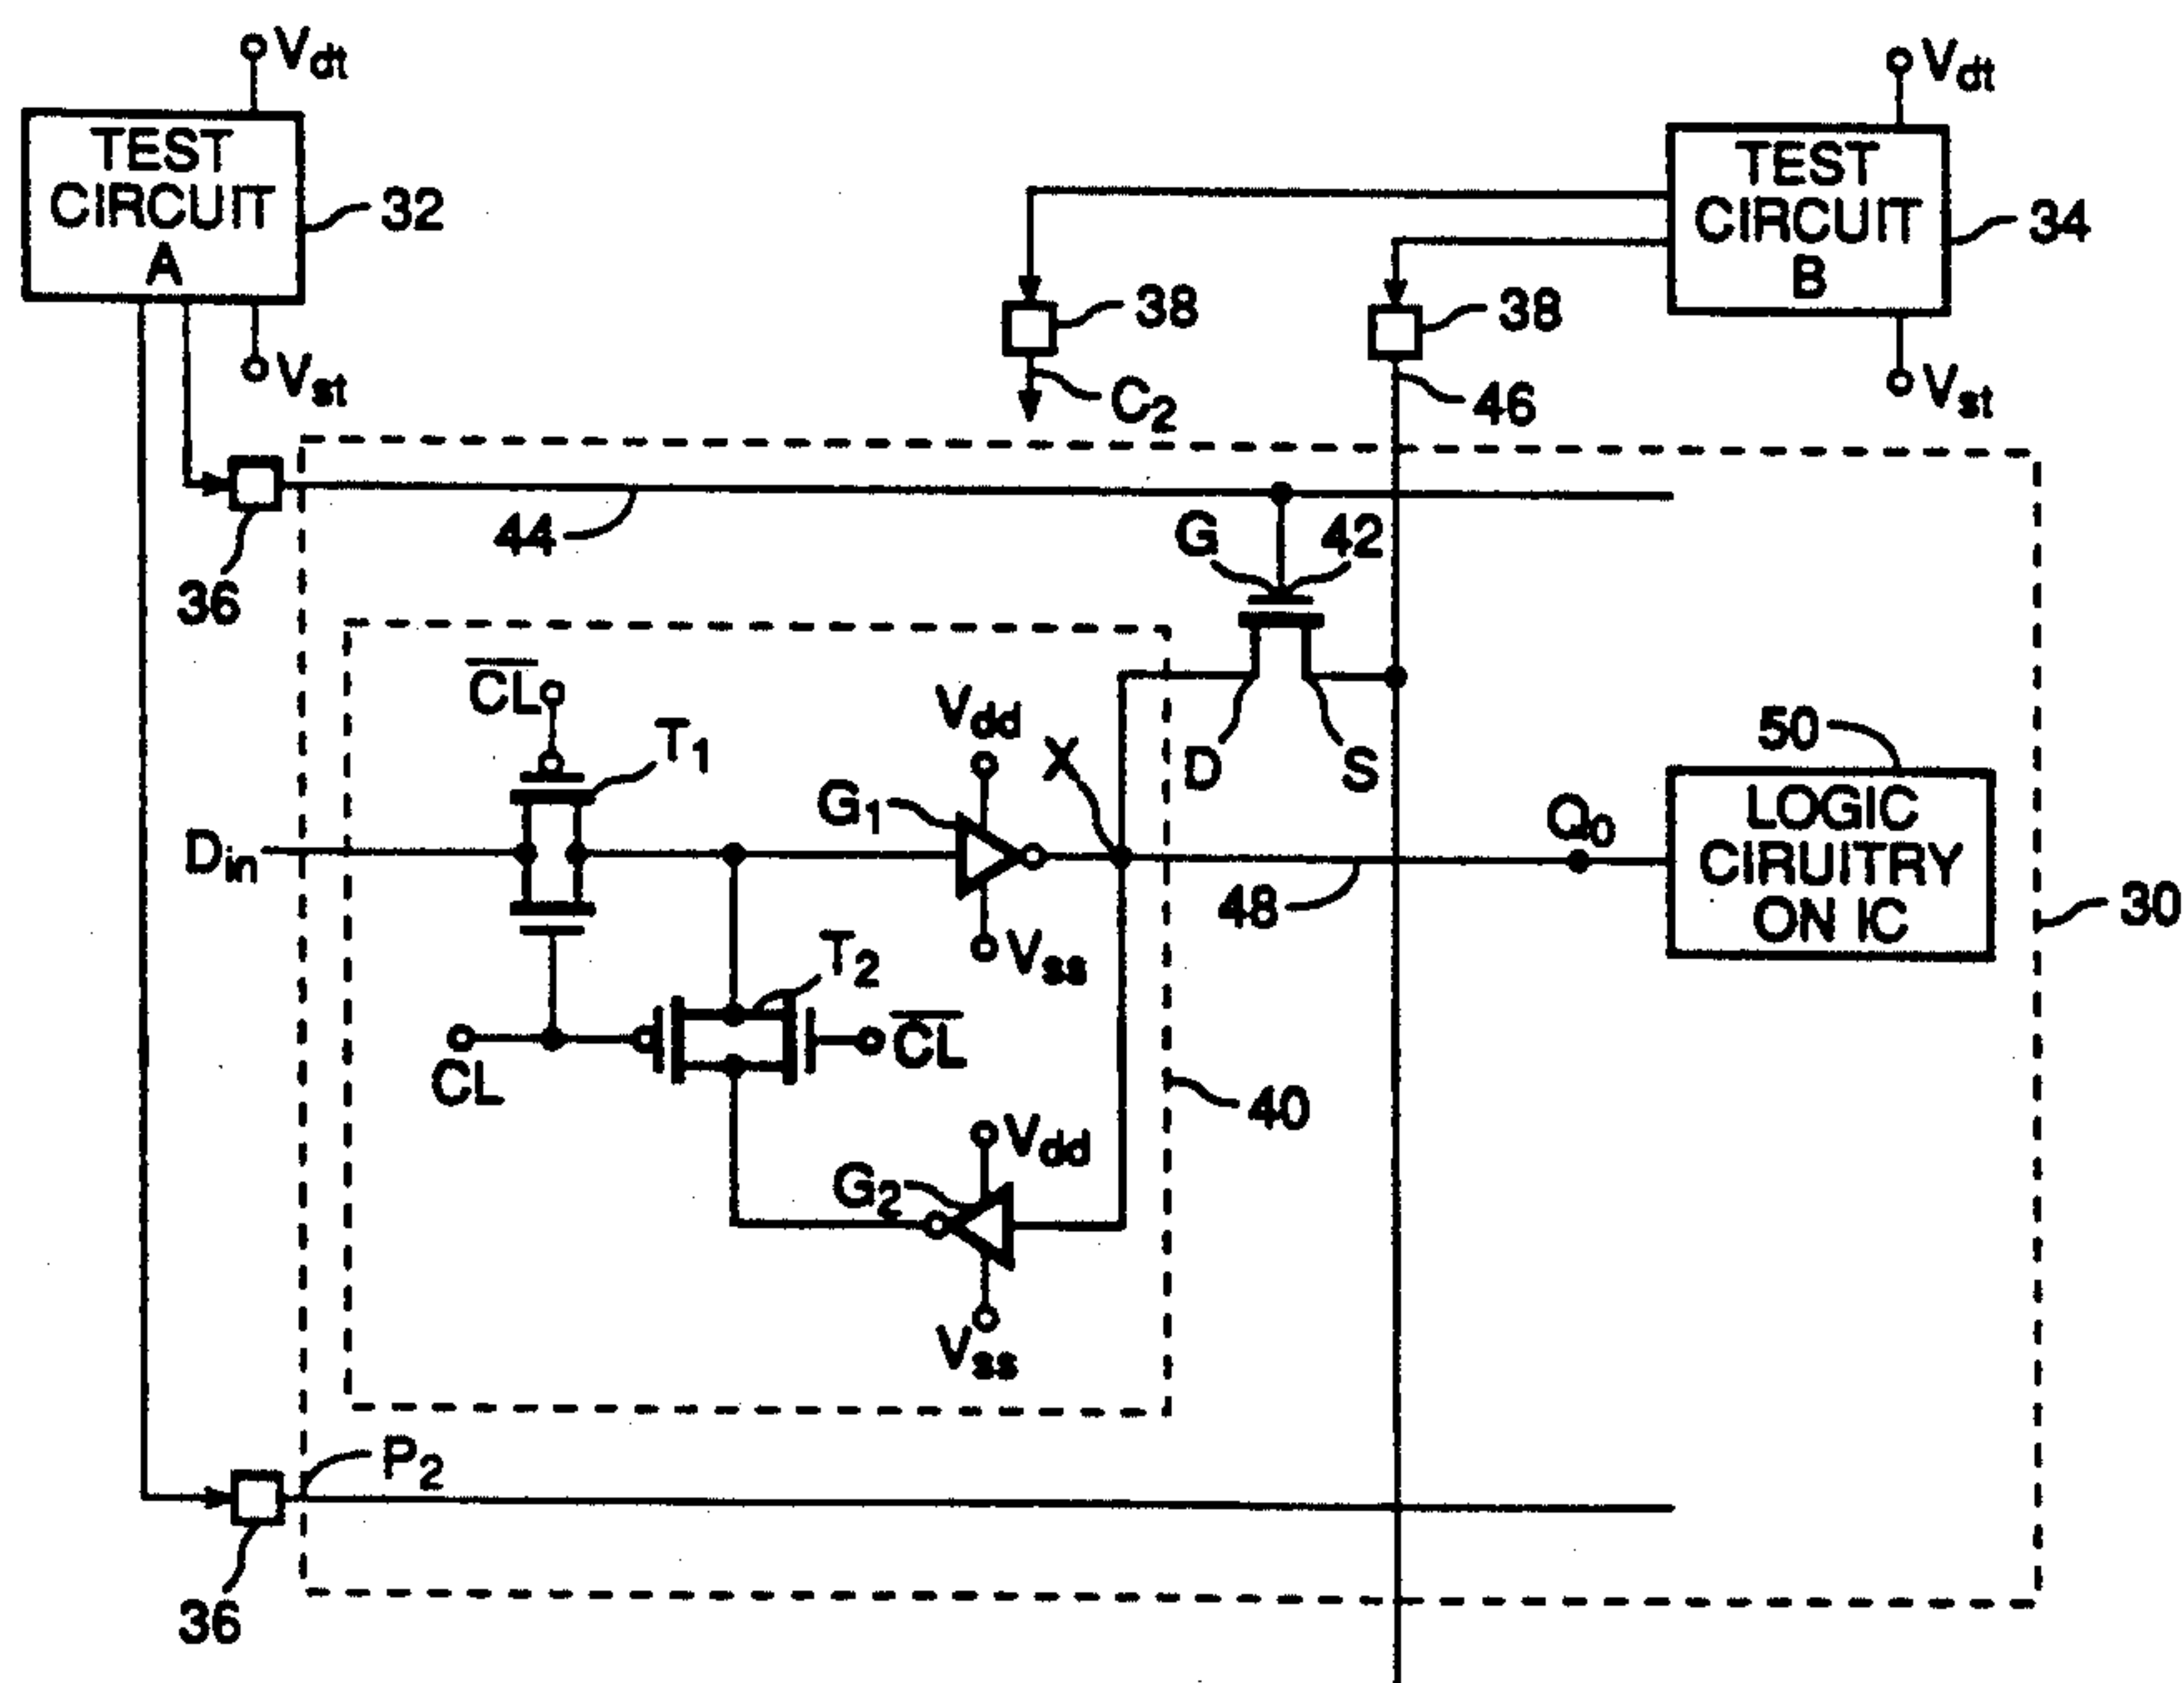 Vdt
Vdt
TEST
CIRCUIT
A
32
TEST
CIRCUIT
B
34
38
38
Vst
C2
46
Vst
44
G
42
36
CL
T1
Vdd
X
D
S
50
G1
Q0
LOGIC
CIRUITRY
ON IC
Din
48
30
T2
Vss
CL
CL
40
Vdd
G2
Vss
P2
36